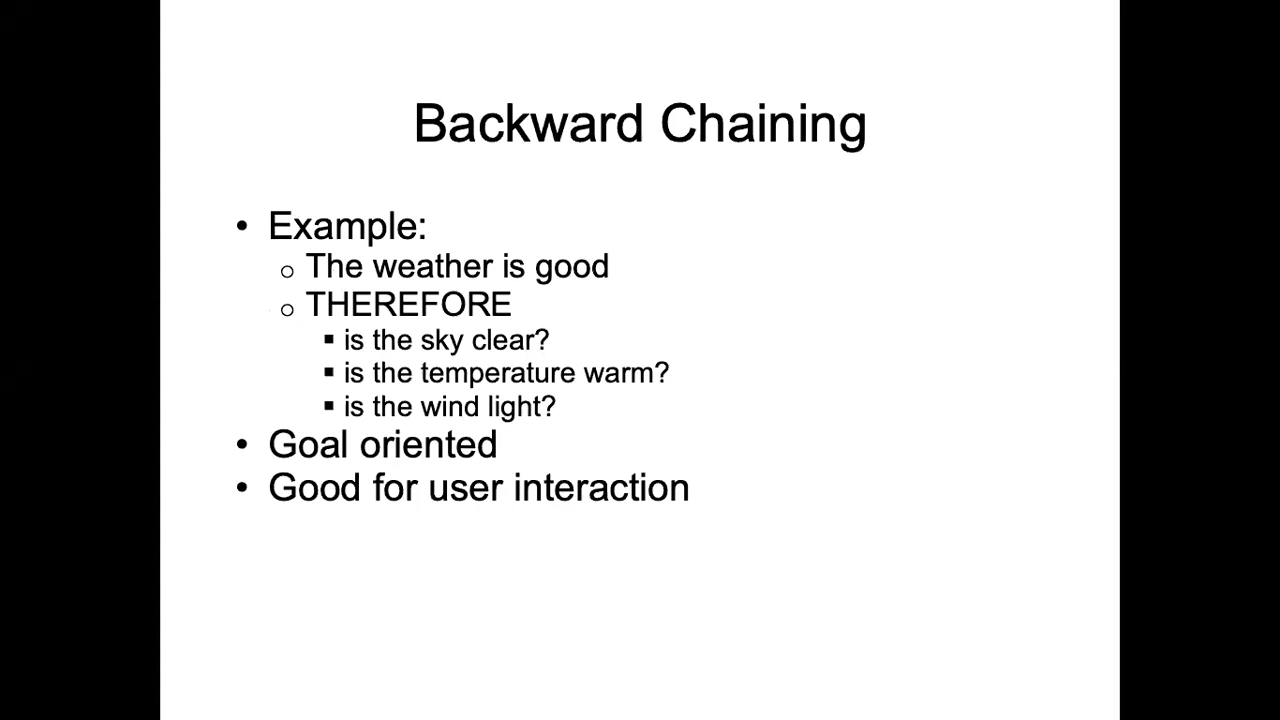 Backward Chaining
• Example:
o The weather is good
o THEREFORE
▪ is the sky clear?
▪ is the temperature warm?
▪ is the wind light?
• Goal oriented
• Good for user interaction